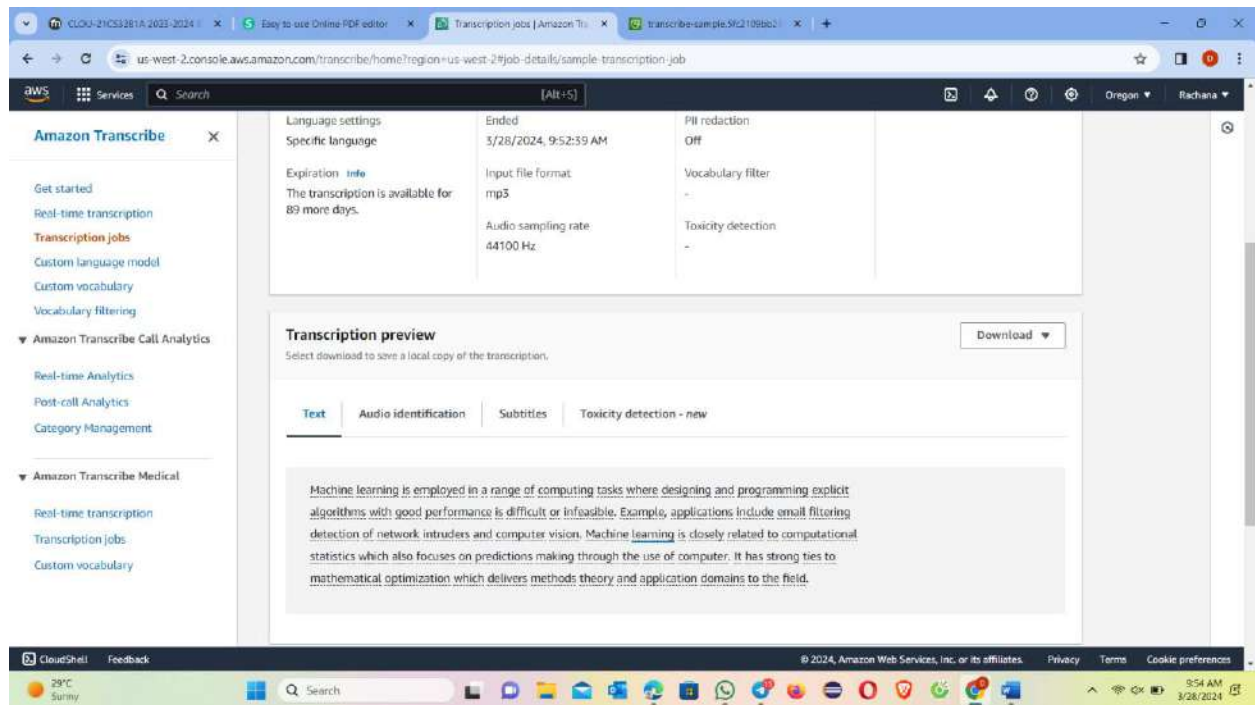 CLOU-21CS3281A 2023-2024
Easy to use Online PDF editor
Transcription jobs | Amazon Tra
transcribe-sample.5fc2109bb2
us-west-2.console.aws.amazon.com/transcribe/home?region=us-west-2#job-details/sample-transcription-job
aws
Services
Search
[Alt+S]
Oregon
Rachana
Amazon Transcribe
Get started
Real-time transcription
Transcription jobs
Custom language model
Custom vocabulary
Vocabulary filtering
Amazon Transcribe Call Analytics
Real-time Analytics
Post-call Analytics
Category Management
Amazon Transcribe Medical
Real-time transcription
Transcription jobs
Custom vocabulary
Language settings
Specific language
Expiration Info
The transcription is available for
89 more days.
Ended
3/28/2024, 9:52:39 AM
Input file format
mp3
Audio sampling rate
44100 Hz
PII redaction
Off
Vocabulary filter
-
Toxicity detection
-
Transcription preview
Select download to save a local copy of the transcription.
Download
Text
Audio identification
Subtitles
Toxicity detection - new
Machine learning is employed in a range of computing tasks where designing and programming explicit
algorithms with good performance is difficult or infeasible. Example, applications include email filtering
detection of network intruders and computer vision. Machine learning is closely related to computational
statistics which also focuses on predictions making through the use of computer. It has strong ties to
mathematical optimization which delivers methods theory and application domains to the field.
CloudShell
Feedback
© 2024, Amazon Web Services, Inc. or its affiliates.
Privacy
Terms
Cookie preferences
29°C
Sunny
Search
9:54 AM
3/28/2024